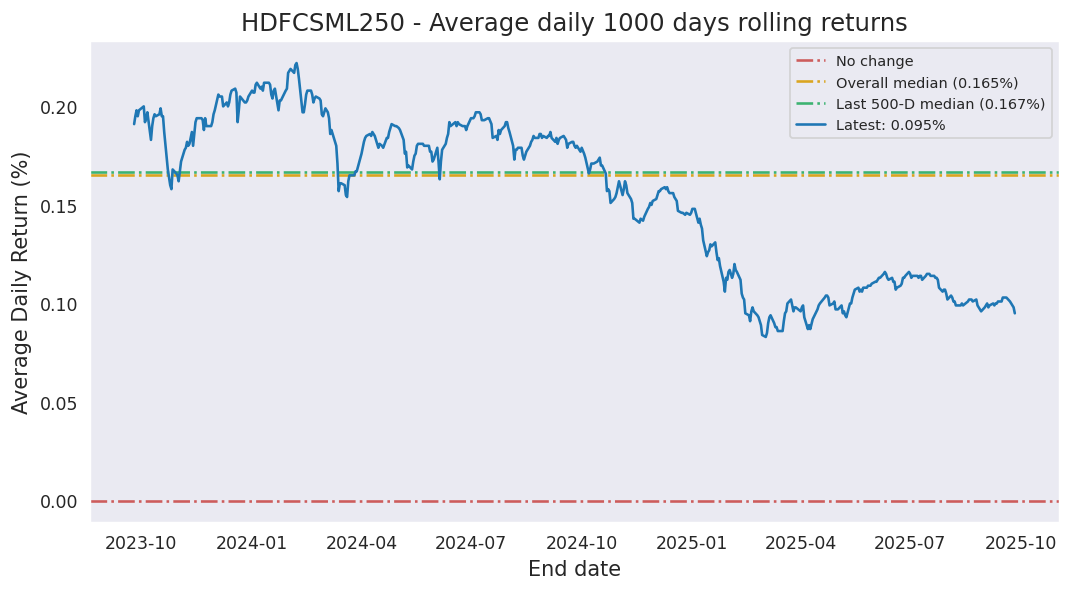 HDFCSML250 - Average daily 1000 days rolling returns
No change
Overall median (0.165%)
Last 500-D median (0.167%)
Latest: 0.095%
Average Daily Return (%)
0.20
0.15
0.10
0.05
0.00
2023-10 2024-01 2024-04 2024-07 2024-10 2025-01 2025-04 2025-07 2025-10
End date